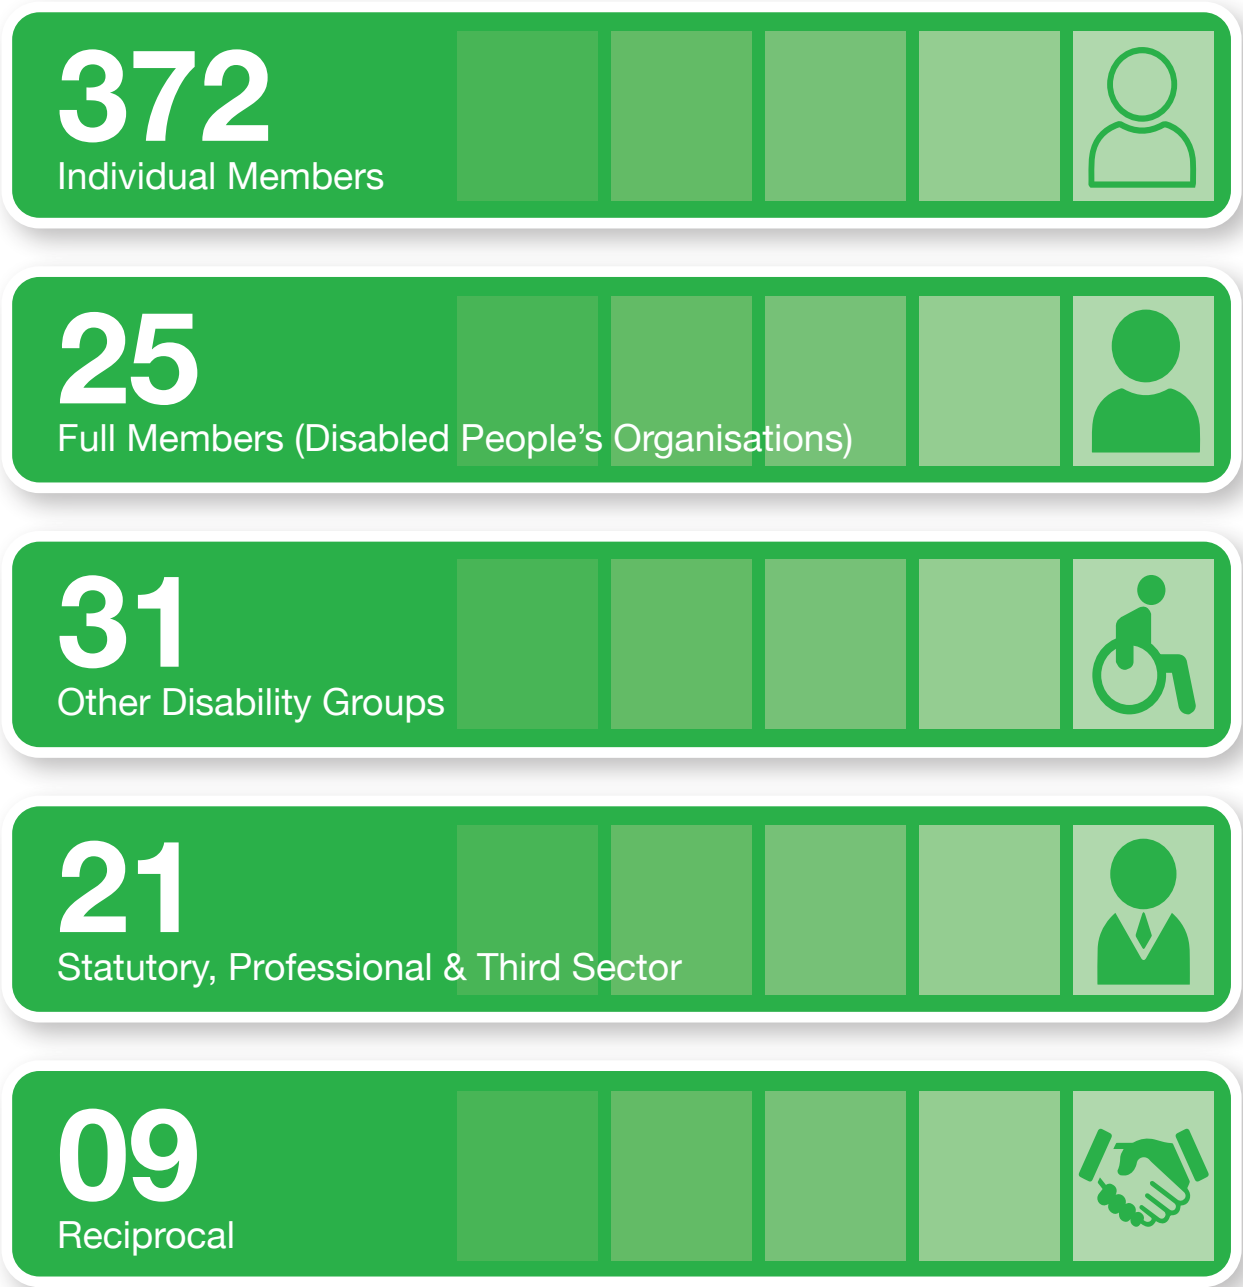 372
Individual Members
25
Full Members (Disabled People’s Organisations)
31
Other Disability Groups
21
Statutory, Professional & Third Sector
09
Reciprocal